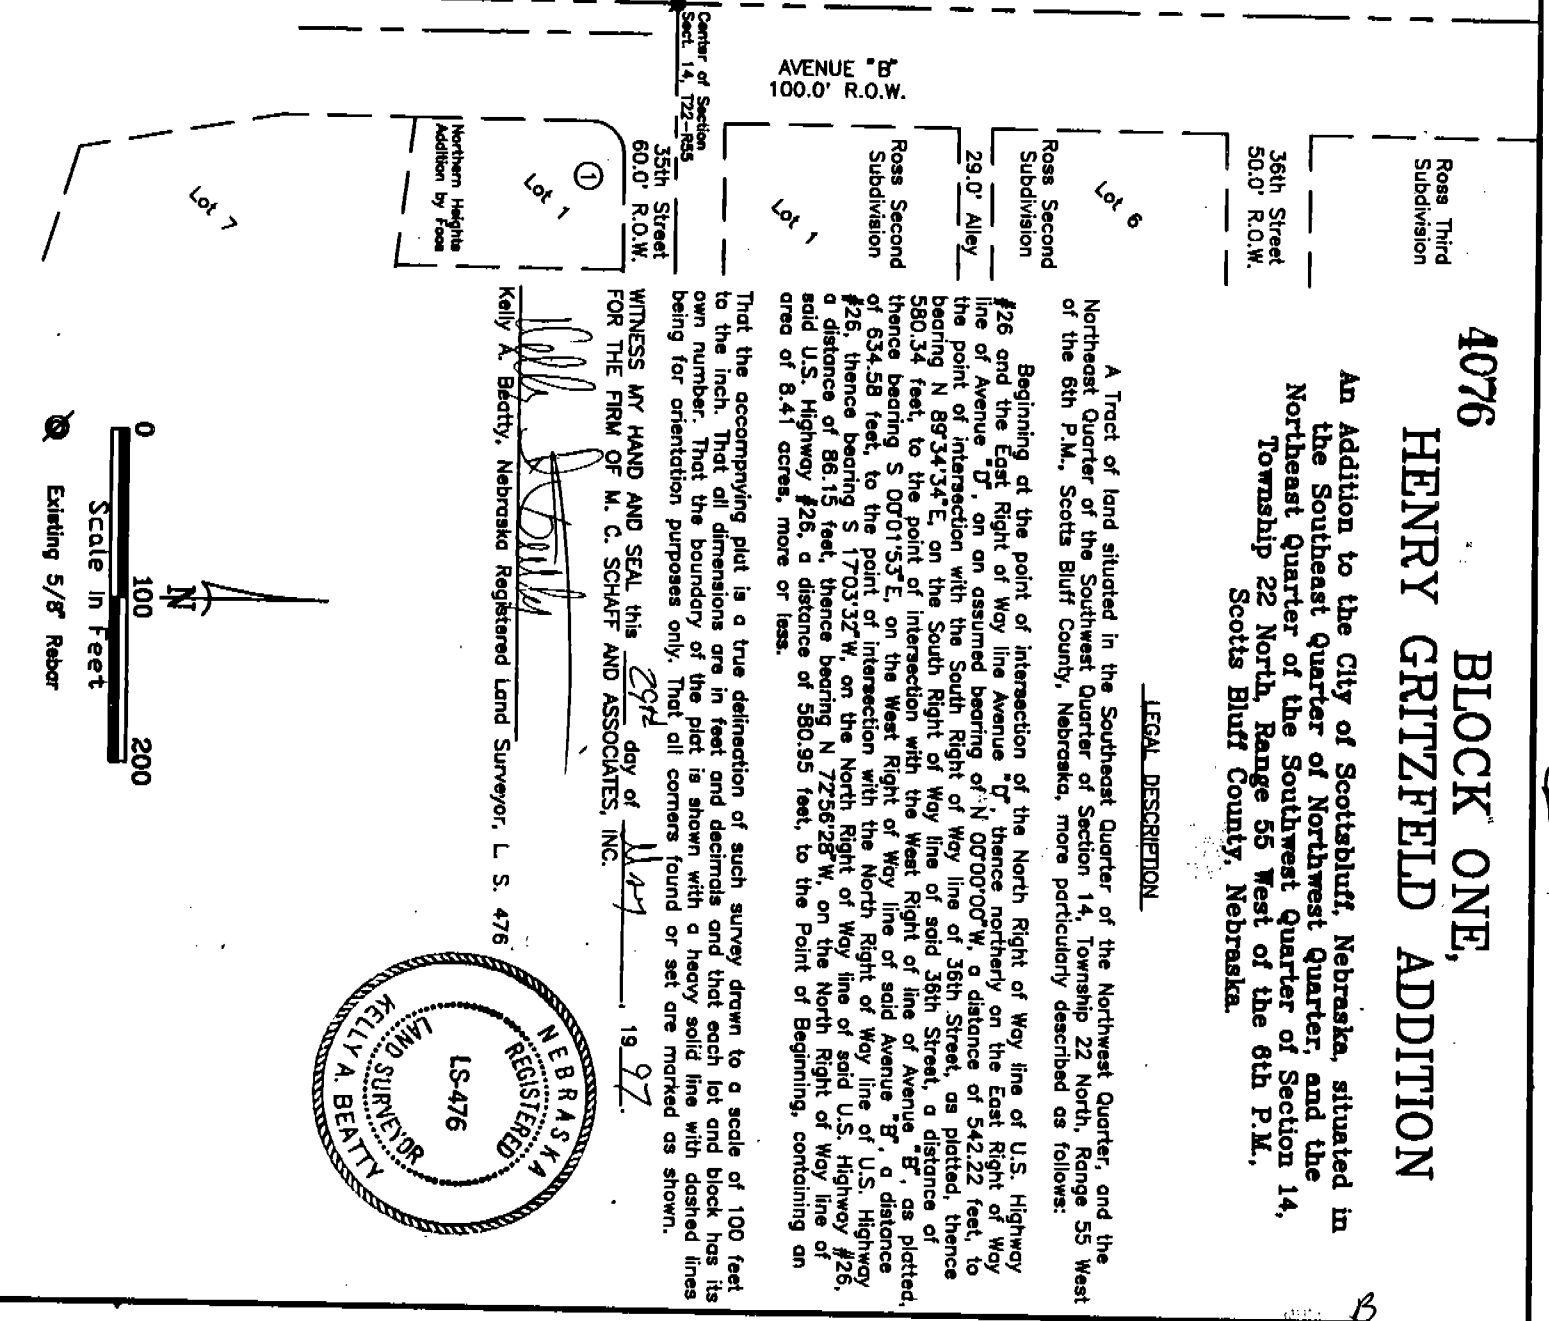 4076 BLOCK ONE,
HENRY GRITZFELD ADDITION
An Addition to the City of Scottsbluff, Nebraska, situated in
the Southeast Quarter of Northwest Quarter, and the
Northeast Quarter of the Southwest Quarter of Section 14,
Township 22 North, Range 55 West of the 6th P.M.,
Scotts Bluff County, Nebraska.
LEGAL DESCRIPTION
A Tract of land situated in the Southeast Quarter of the Northwest Quarter, and the
Northeast Quarter of the Southwest Quarter of Section 14, Township 22 North, Range 55 West
of the 6th P.M., Scotts Bluff County, Nebraska, more particularly described as follows:
Beginning at the point of intersection of the North Right of Way line of U.S. Highway
#26 and the East Right of Way line Avenue "D", thence northerly on the East Right of Way
line of Avenue "D", on an assumed bearing of N 00°00'00"W, a distance of 542.22 feet, to
the point of intersection with the South Right of Way line of 36th Street, as platted, thence
bearing N 89°34'34"E, on the South Right of Way line of said 36th Street, a distance of
580.34 feet, to the point of intersection with the West Right of line of Avenue "B", as platted,
thence bearing S 00°01'53"E, on the West Right of Way line of said Avenue "B", a distance
of 634.58 feet, to the point of intersection with the North Right of Way line of U.S. Highway
#26, thence bearing S 17°03'32"W, on the North Right of Way line of said U.S. Highway #26,
a distance of 86.15 feet, thence bearing N 72°56'28"W, on the North Right of Way line of
said U.S. Highway #26, a distance of 580.95 feet, to the Point of Beginning, containing an
area of 8.41 acres, more or less.
That the accompnying plat is a true delineation of such survey drawn to a scale of 100 feet
to the inch. That all dimensions are in feet and decimals and that each lot and block has its
own number. That the boundary of the plat is shown with a heavy solid line with dashed lines
being for orientation purposes only. That all corners found or set are marked as shown.
WITNESS MY HAND AND SEAL this 29th day of May, 1997.
FOR THE FIRM OF M. C. SCHAFF AND ASSOCIATES, INC.
Kelly A. Beatty, Nebraska Registered Land Surveyor, L. S. 476
NEBRASKA
REGISTERED
LS-476
LAND SURVEYOR
KELLY A. BEATTY
0 100 200
Scale In Feet
N
Existing 5/8" Rebar
Ross Third
Subdivision
36th Street
50.0' R.O.W.
Lot 6
Ross Second
Subdivision
29.0' Alley
Ross Second
Subdivision
Lot 1
AVENUE "B"
100.0' R.O.W.
Center of Section
Sect. 14, T22-R55
35th Street
60.0' R.O.W.
1
Lot 1
Northern Heights
Addition by Foos
Lot 7
B